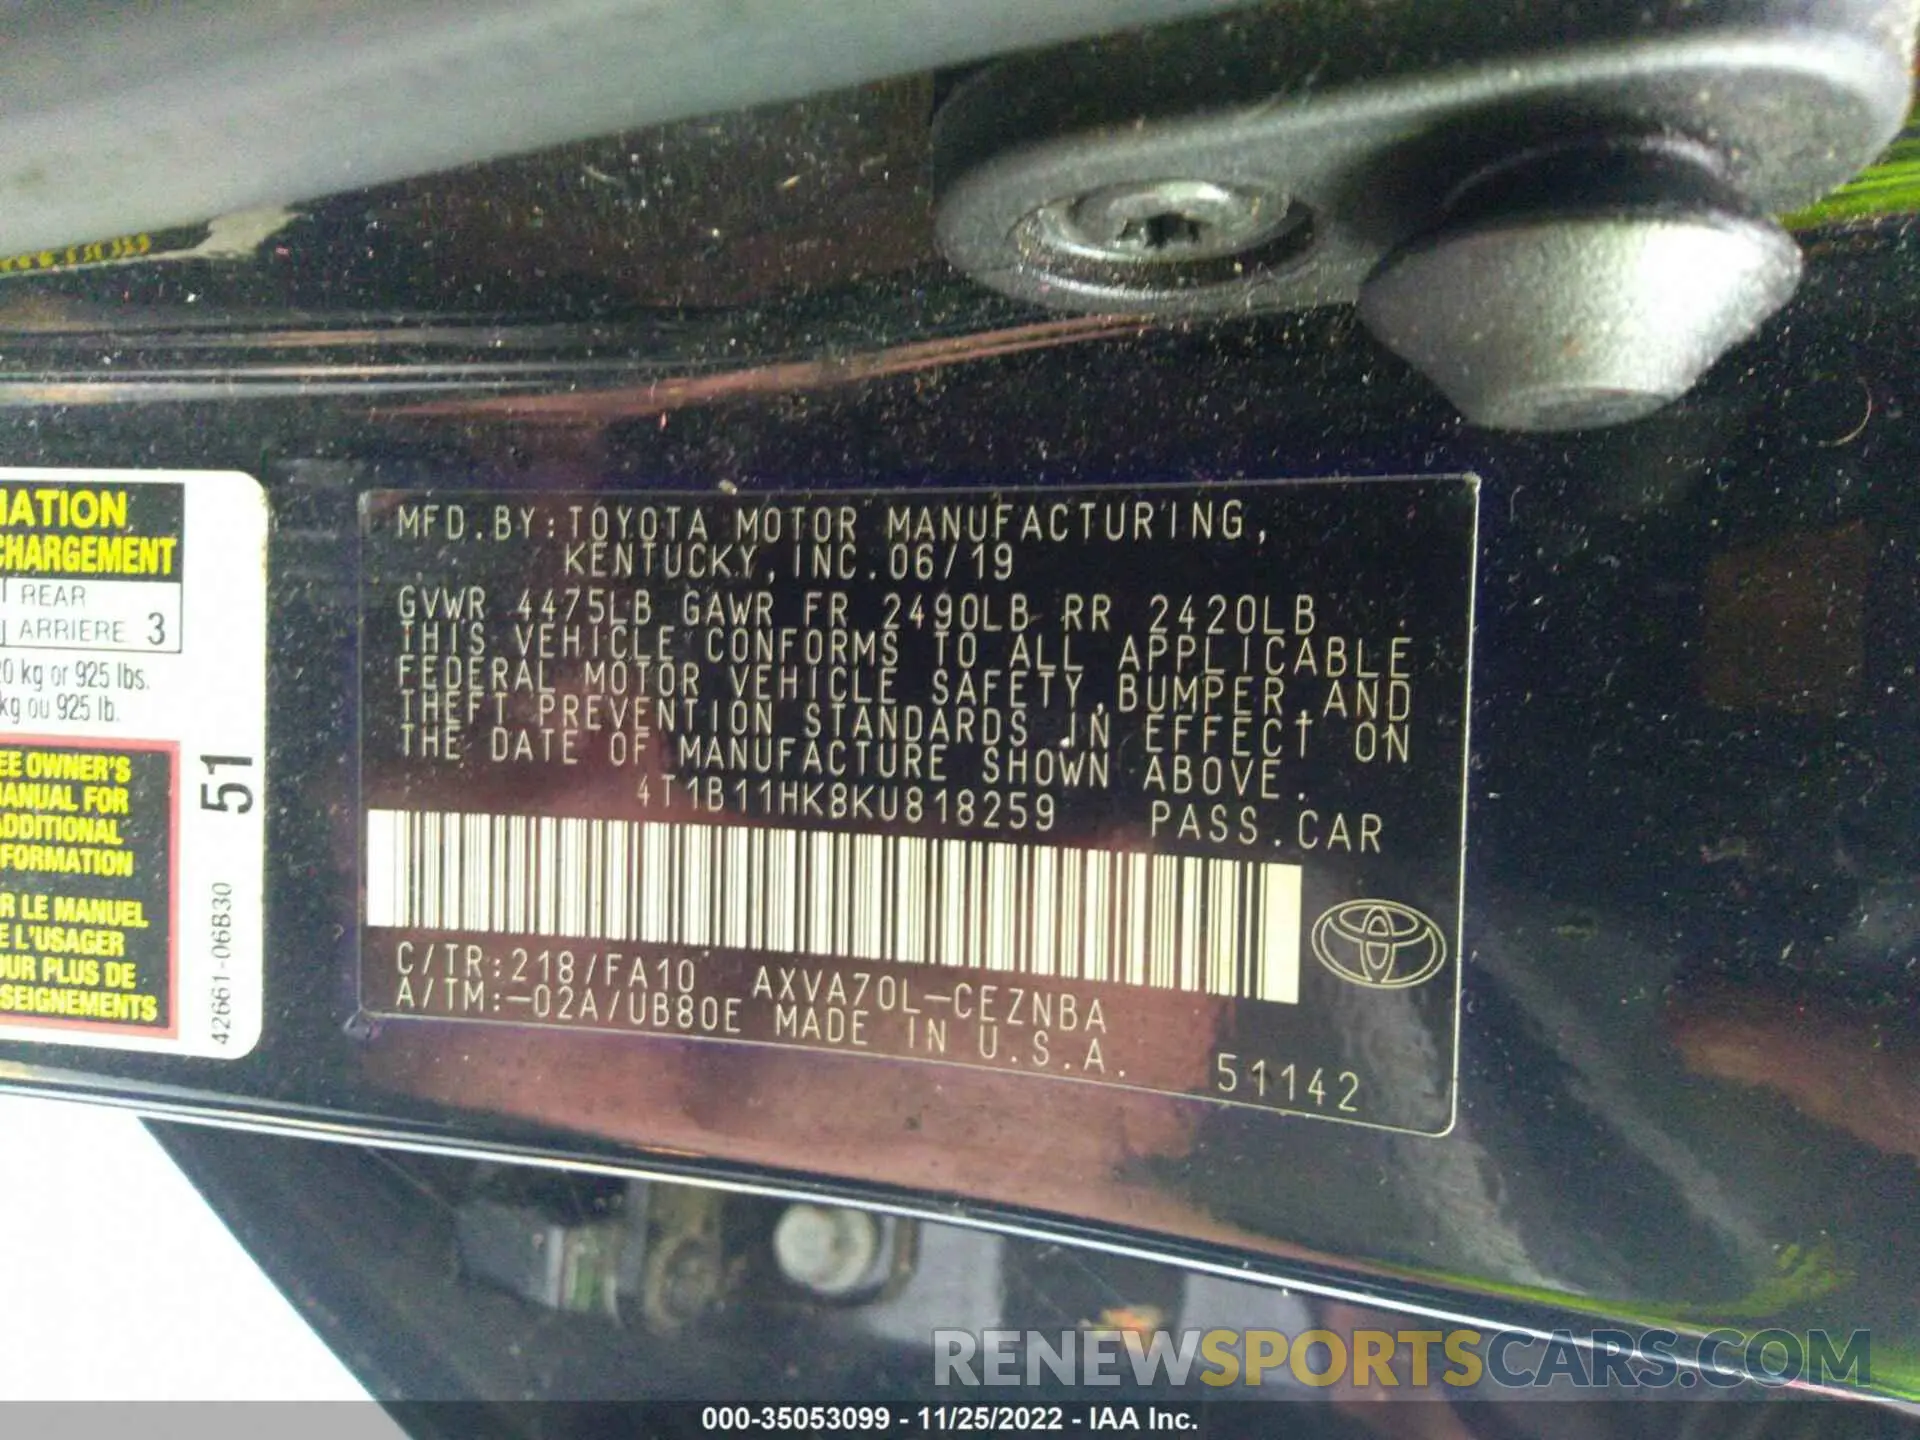 MATION
CHARGEMENT
REAR
ARRIERE 3
kg or 925 lbs.
kg ou 925 lb.
EE OWNER'S
MANUAL FOR
ADDITIONAL
FORMATION
R LE MANUEL
E L'USAGER
OUR PLUS DE
SEIGNEMENTS
51
42661-06B30
MFD.BY:TOYOTA MOTOR MANUFACTURING,
KENTUCKY,INC.06/19
GVWR 4475LB GAWR FR 2490LB RR 2420LB
THIS VEHICLE CONFORMS TO ALL APPLICABLE
FEDERAL MOTOR VEHICLE SAFETY,BUMPER,AND
THEFT PREVENTION STANDARDS IN EFFECT ON
THE DATE OF MANUFACTURE SHOWN ABOVE.
4T1B11HK8KU818259 PASS.CAR
C/TR:218/FA10 AXVA70L-CEZNBA
A/TM:-02A/UB80E MADE IN U.S.A.
51142
RENEWSPORTSCARS.COM
000-35053099 - 11/25/2022 - IAA Inc.